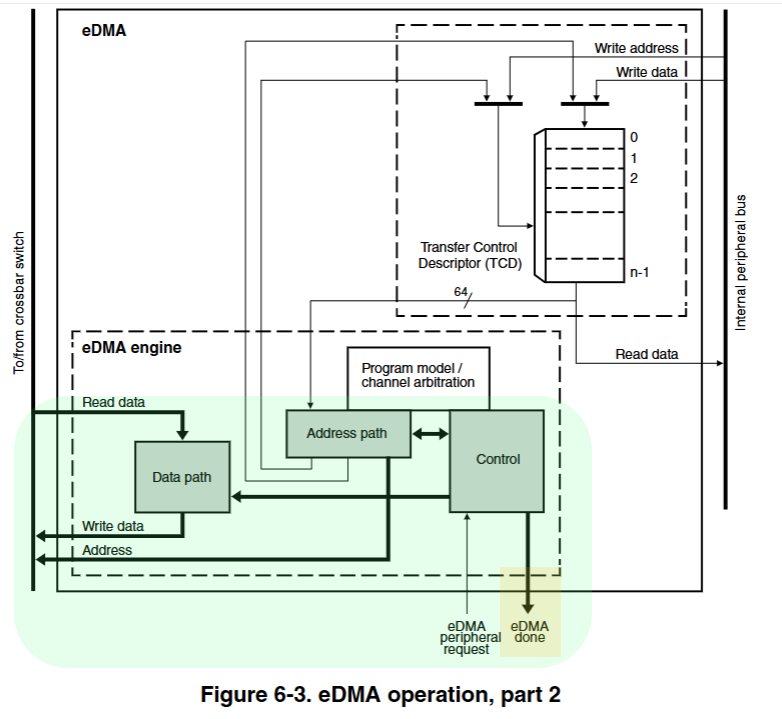 eDMA
Write address
Write data
0
1
2
n-1
Transfer Control
Descriptor (TCD)
64
Read data
To/from crossbar switch
Internal peripheral bus
eDMA engine
Program model /
channel arbitration
Read data
Address path
Control
Data path
Write data
Address
eDMA
peripheral
request
eDMA
done
Figure 6-3. eDMA operation, part 2